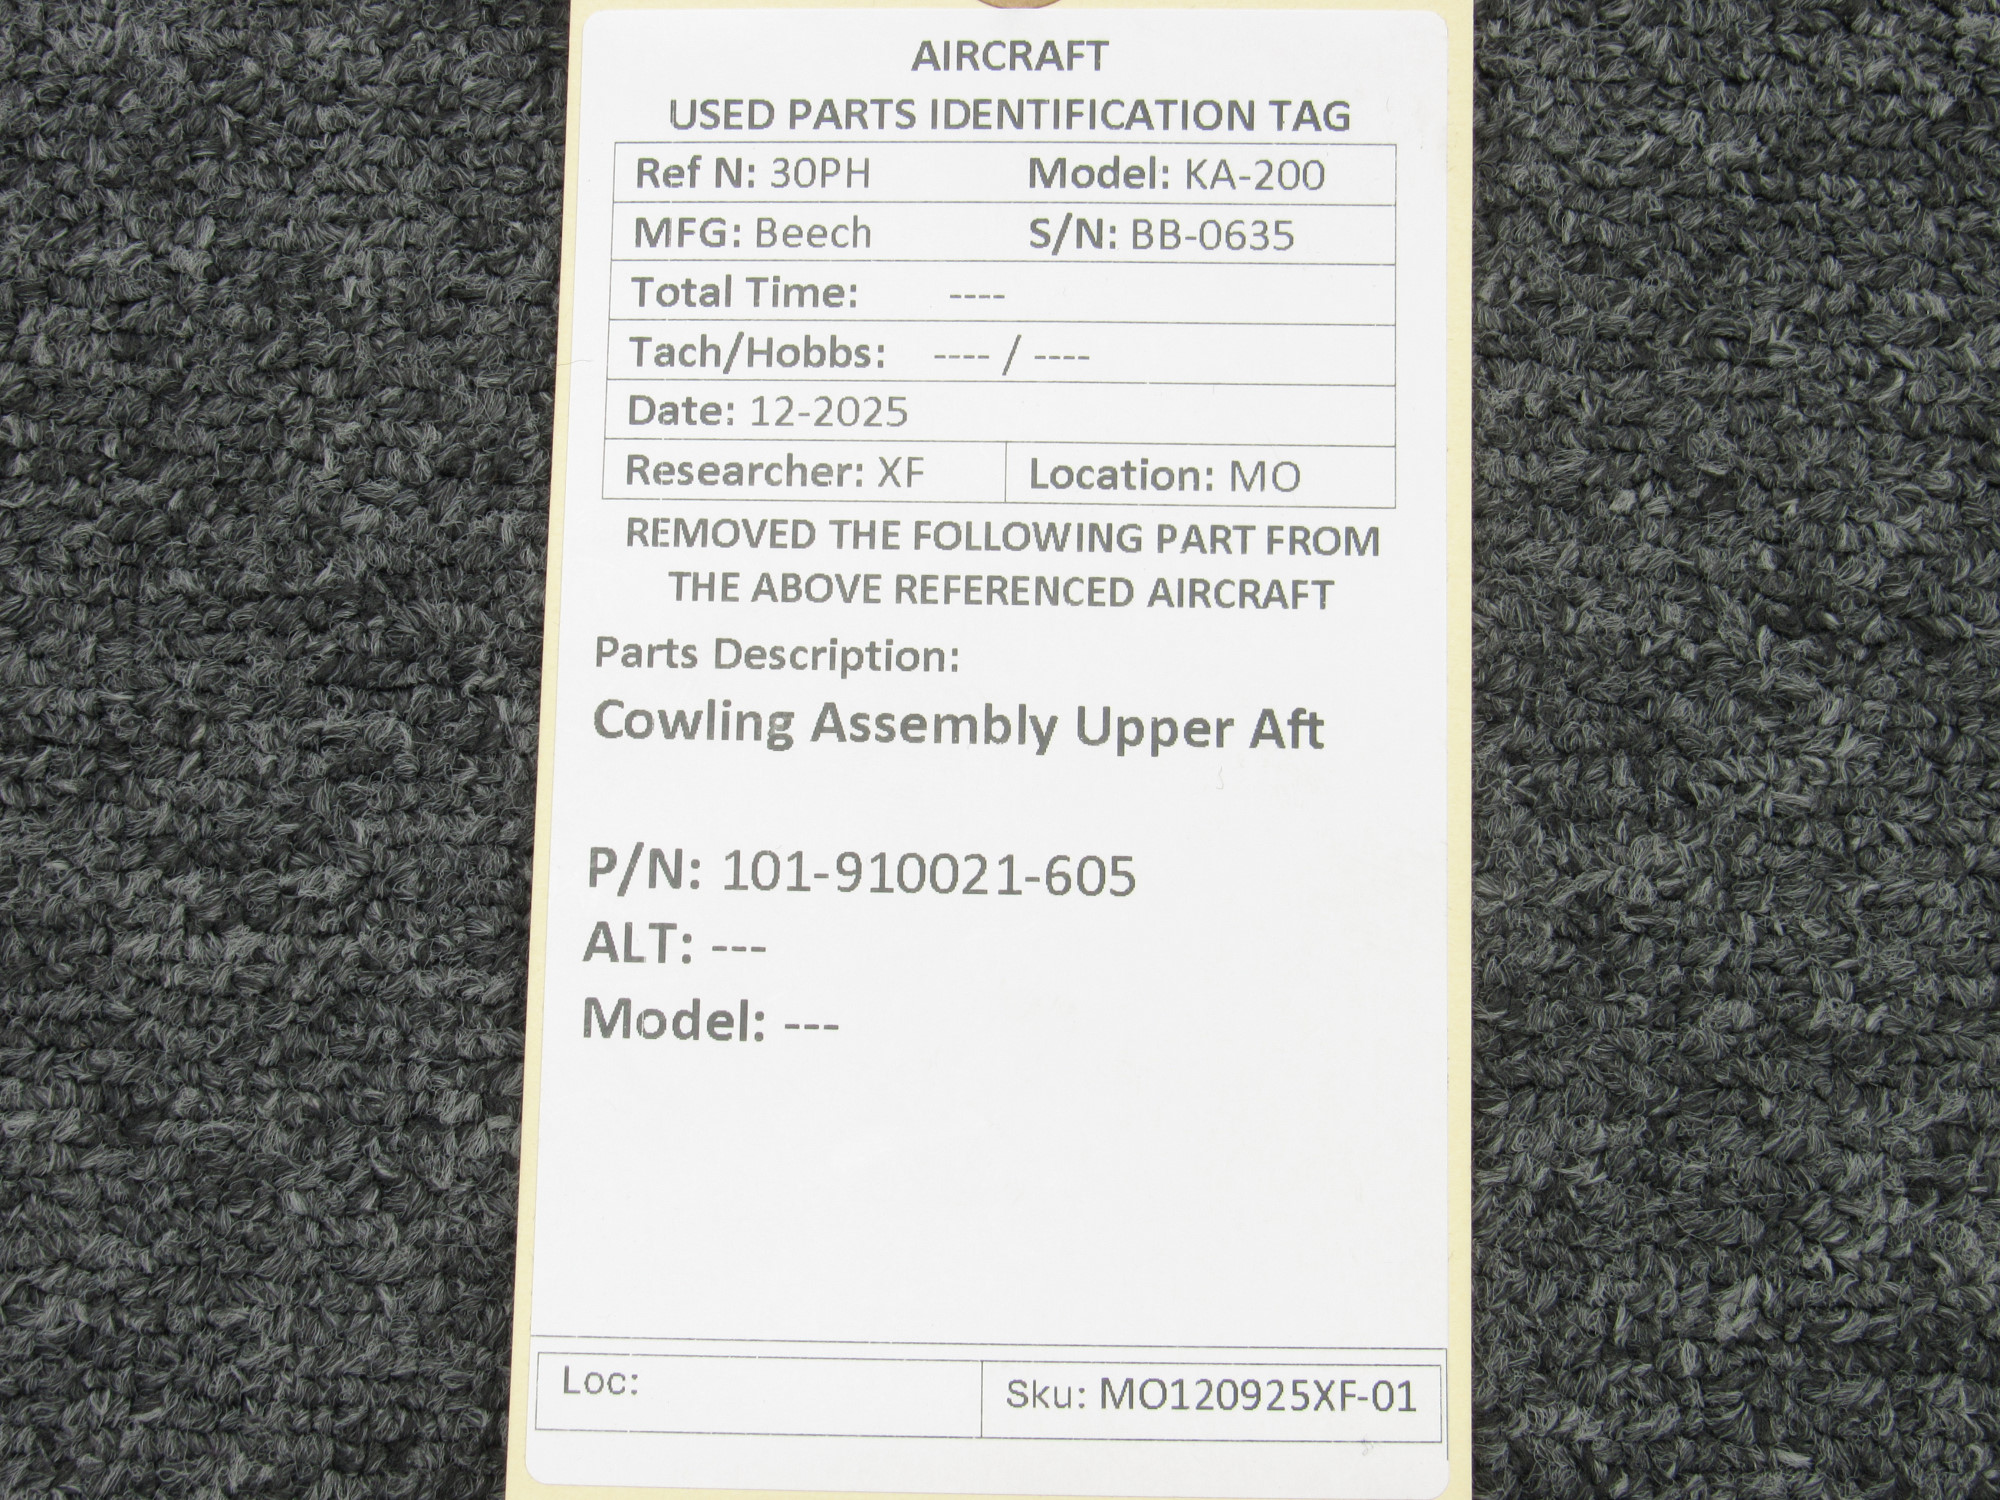 AIRCRAFT
USED PARTS IDENTIFICATION TAG
Ref N: 30PH Model: KA-200
MFG: Beech S/N: BB-0635
Total Time: ----
Tach/Hobbs: ---- / ----
Date: 12-2025
Researcher: XF Location: MO
REMOVED THE FOLLOWING PART FROM
THE ABOVE REFERENCED AIRCRAFT
Parts Description:
Cowling Assembly Upper Aft
P/N: 101-910021-605
ALT: ---
Model: ---
Loc: Sku: MO120925XF-01